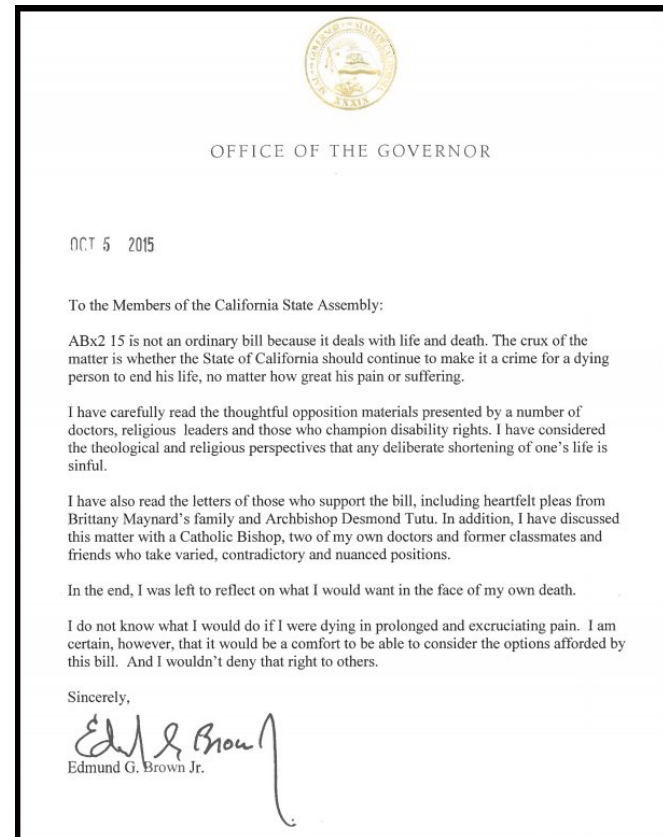 OFFICE OF THE GOVERNOR
OCT 5 2015
To the Members of the California State Assembly:
ABx2 15 is not an ordinary bill because it deals with life and death. The crux of the
matter is whether the State of California should continue to make it a crime for a dying
person to end his life, no matter how great his pain or suffering.
I have carefully read the thoughtful opposition materials presented by a number of
doctors, religious leaders and those who champion disability rights. I have considered
the theological and religious perspectives that any deliberate shortening of one's life is
sinful.
I have also read the letters of those who support the bill, including heartfelt pleas from
Brittany Maynard's family and Archbishop Desmond Tutu. In addition, I have discussed
this matter with a Catholic Bishop, two of my own doctors and former classmates and
friends who take varied, contradictory and nuanced positions.
In the end, I was left to reflect on what I would want in the face of my own death.
I do not know what I would do if I were dying in prolonged and excruciating pain. I am
certain, however, that it would be a comfort to be able to consider the options afforded by
this bill. And I wouldn't deny that right to others.
Sincerely,
Edmund G. Brown Jr.